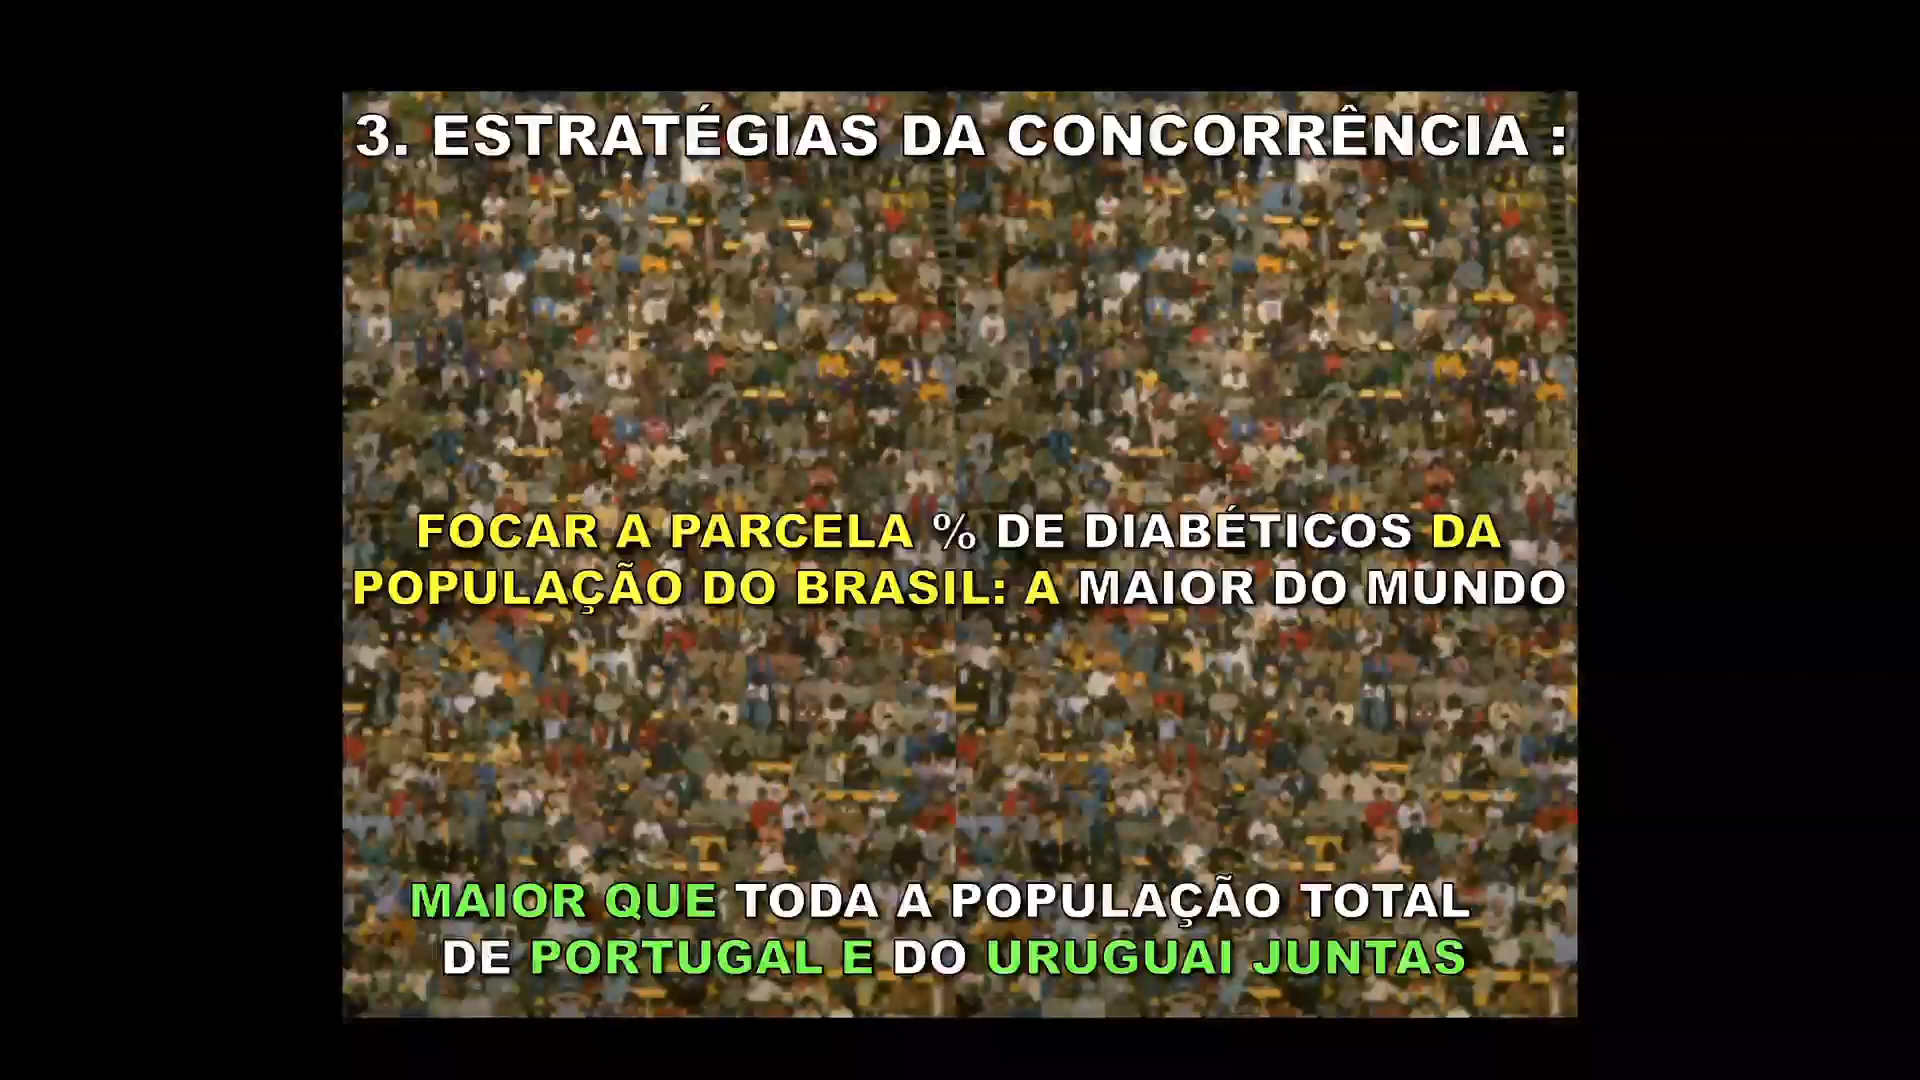 3. ESTRATÉGIAS DA CONCORRÊNCIA :
FOCAR A PARCELA % DE DIABÉTICOS DA
POPULAÇÃO DO BRASIL: A MAIOR DO MUNDO
MAIOR QUE TODA A POPULAÇÃO TOTAL
DE PORTUGAL E DO URUGUAI JUNTAS